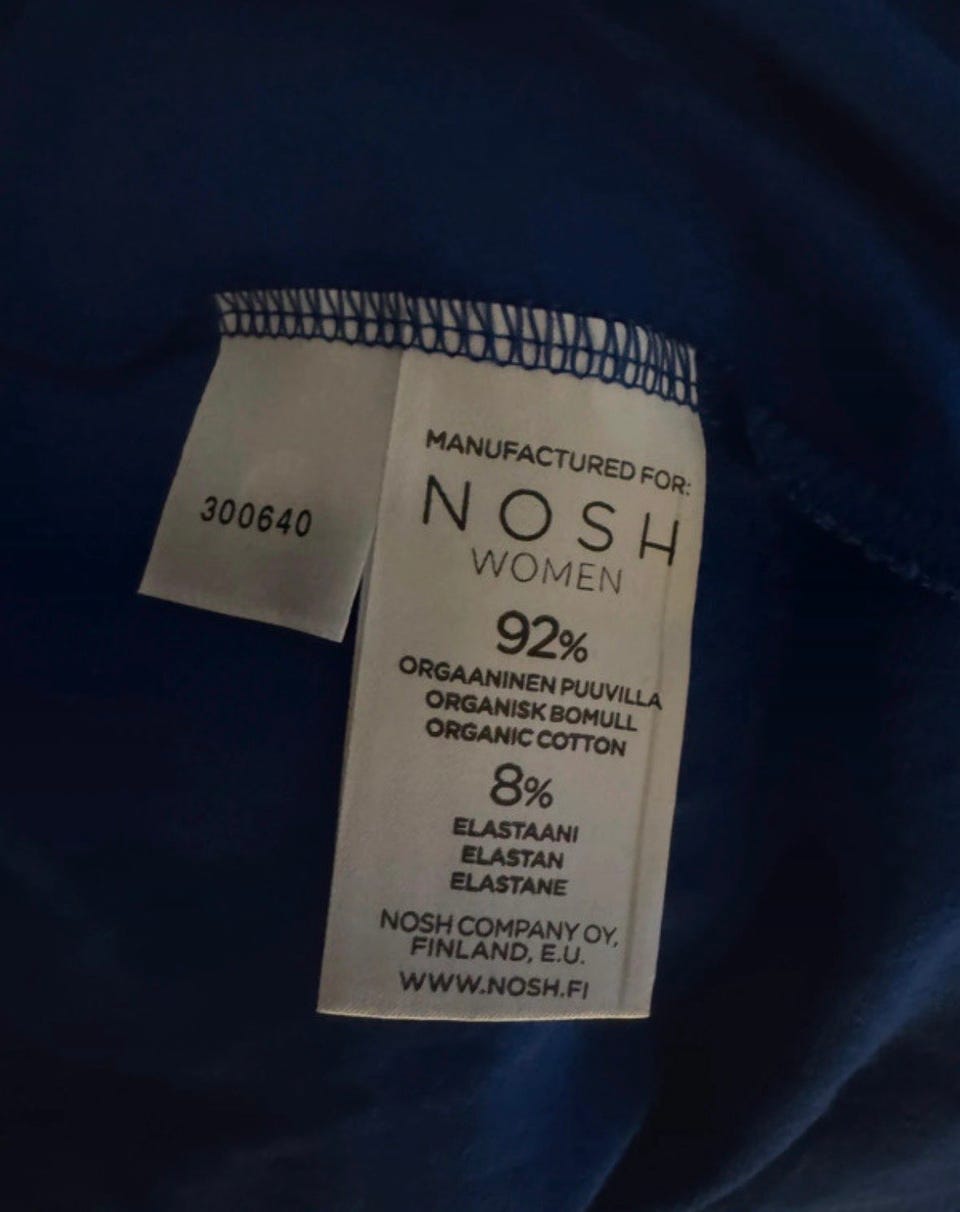 300640
MANUFACTURED FOR:
NOSH
WOMEN
92%
ORGAANINEN PUUVILLA
ORGANISK BOMULL
ORGANIC COTTON
8%
ELASTAANI
ELASTAN
ELASTANE
NOSH COMPANY OY,
FINLAND, E.U.
WWW.NOSH.FI